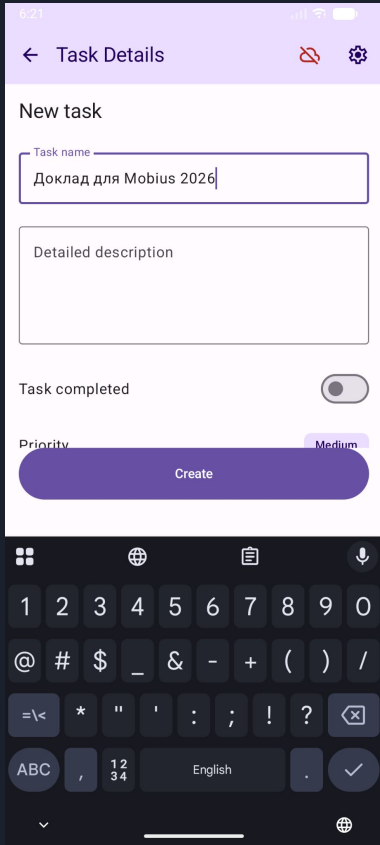 6:21
Task Details
New task
Task name
Доклад для Mobius 2026
Detailed description
Task completed
Priority Medium
Create
1 2 3 4 5 6 7 8 9 0
@ # $ _ & - + ( ) /
=\< * " ' : ; ! ?
ABC , 12 34 English .